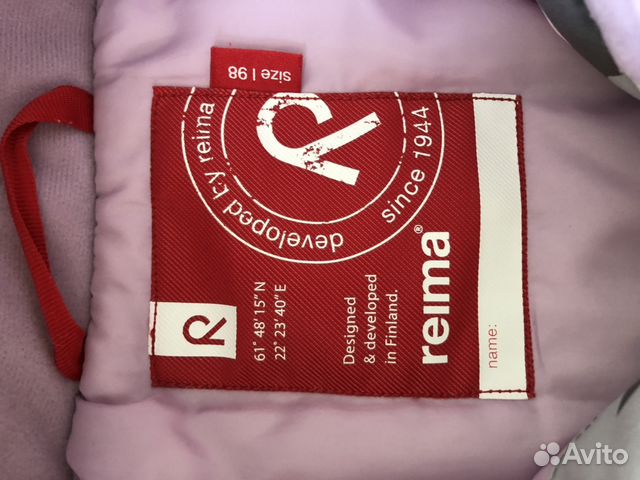 size | 98
developed by reima
since 1944
61° 48' 15" N
22° 23' 40" E
Designed
& developed
in Finland.
reima®
name:
Avito